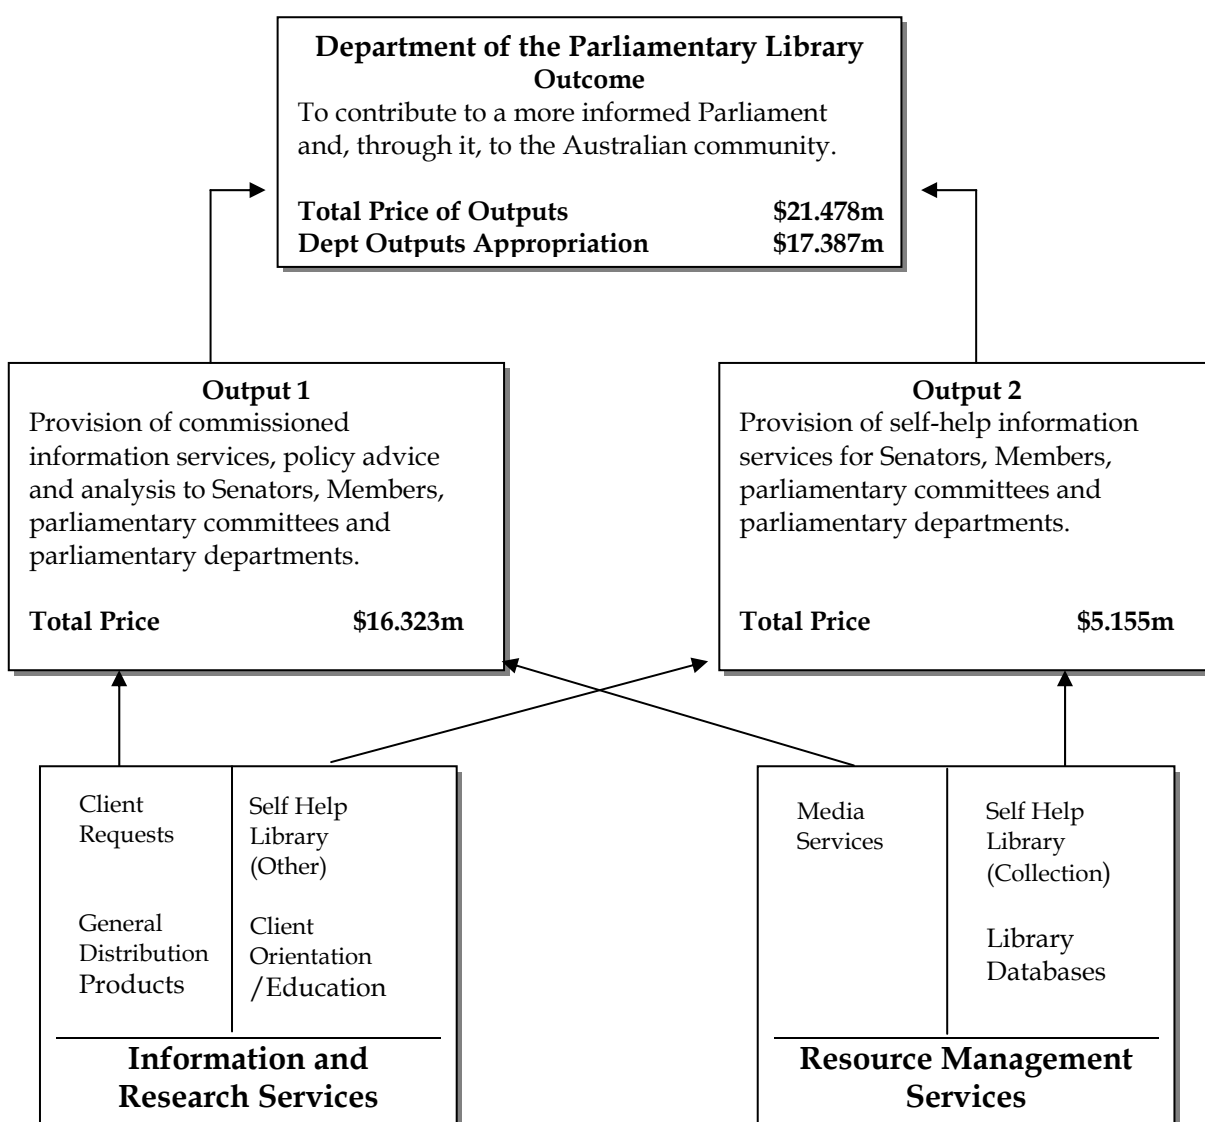 Department of the Parliamentary Library
Outcome
To contribute to a more informed Parliament
and, through it, to the Australian community.
Total Price of Outputs $21.478m
Dept Outputs Appropriation $17.387m
Output 1
Provision of commissioned
information services, policy advice
and analysis to Senators, Members,
parliamentary committees and
parliamentary departments.
Total Price $16.323m
Output 2
Provision of self-help information
services for Senators, Members,
parliamentary committees and
parliamentary departments.
Total Price $5.155m
Client
Requests
General
Distribution
Products
Self Help
Library
(Other)
Client
Orientation
/Education
Information and
Research Services
Media
Services
Self Help
Library
(Collection)
Library
Databases
Resource Management
Services